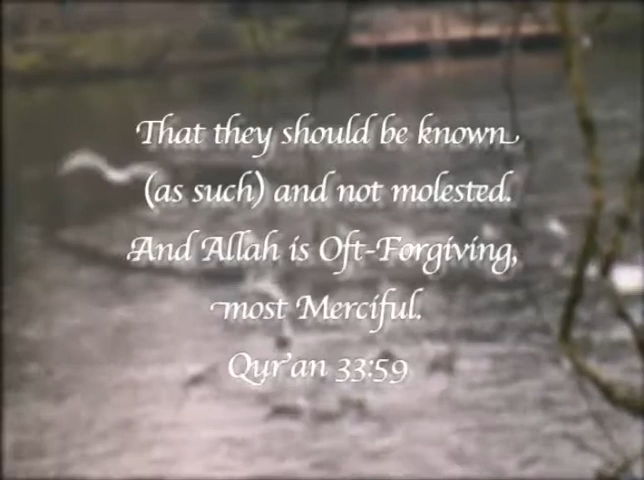 That they should be known
(as such) and not molested.
And Allah is Oft-Forgiving,
most Merciful.
Qur'an 33:59